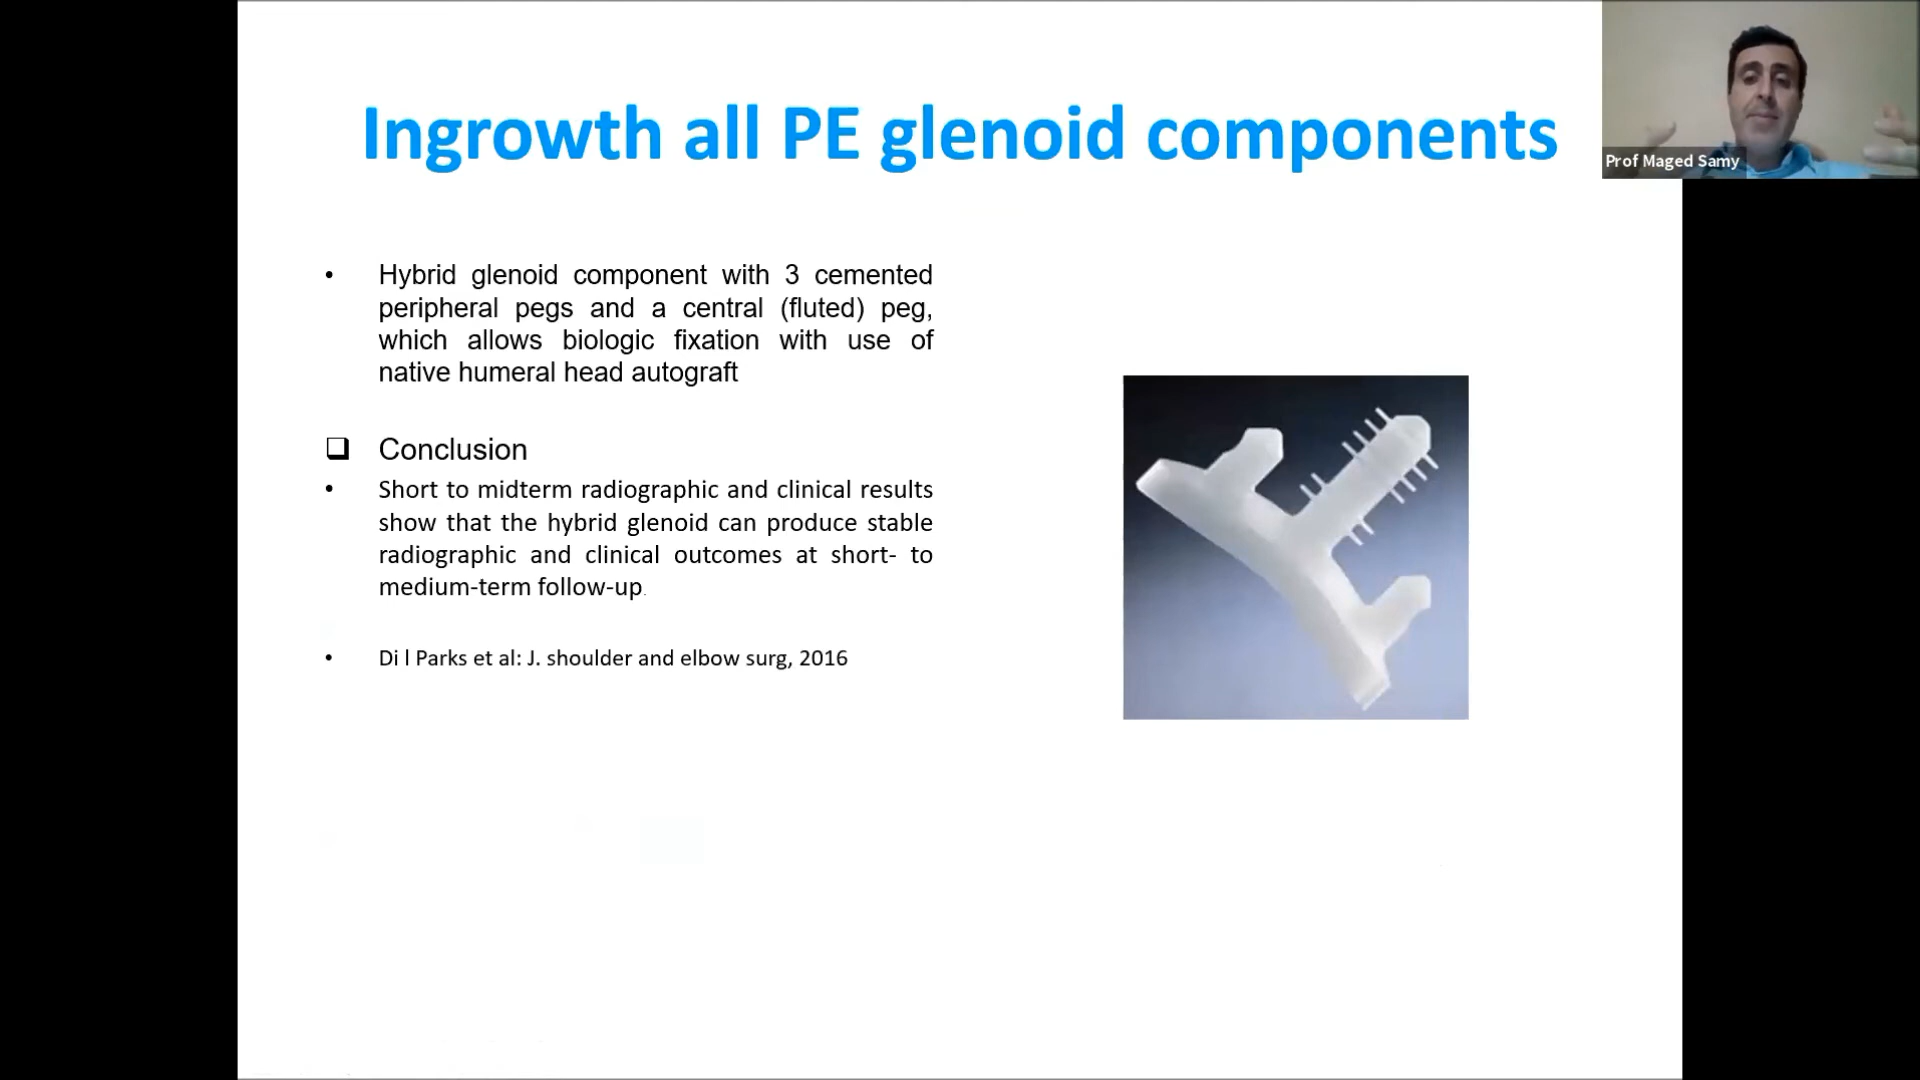 Ingrowth all PE glenoid components
Prof Maged Samy
• Hybrid glenoid component with 3 cemented
peripheral pegs and a central (fluted) peg,
which allows biologic fixation with use of
native humeral head autograft
❑ Conclusion
• Short to midterm radiographic and clinical results
show that the hybrid glenoid can produce stable
radiographic and clinical outcomes at short- to
medium-term follow-up.
• Di l Parks et al: J. shoulder and elbow surg, 2016